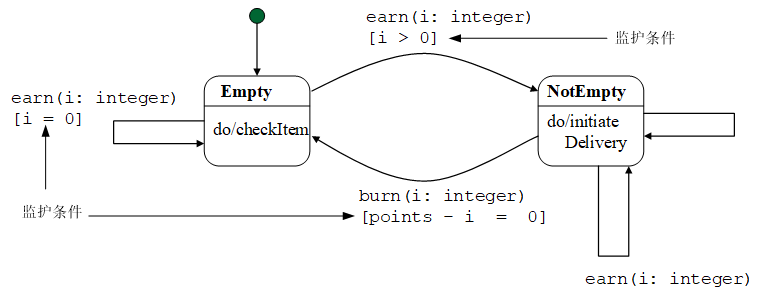 earn(i: integer)
[i > 0]
监护条件
earn(i: integer)
[i = 0]
Empty
do/checkItem
NotEmpty
do/initiate
Delivery
burn(i: integer)
[points - i = 0]
监护条件
earn(i: integer)